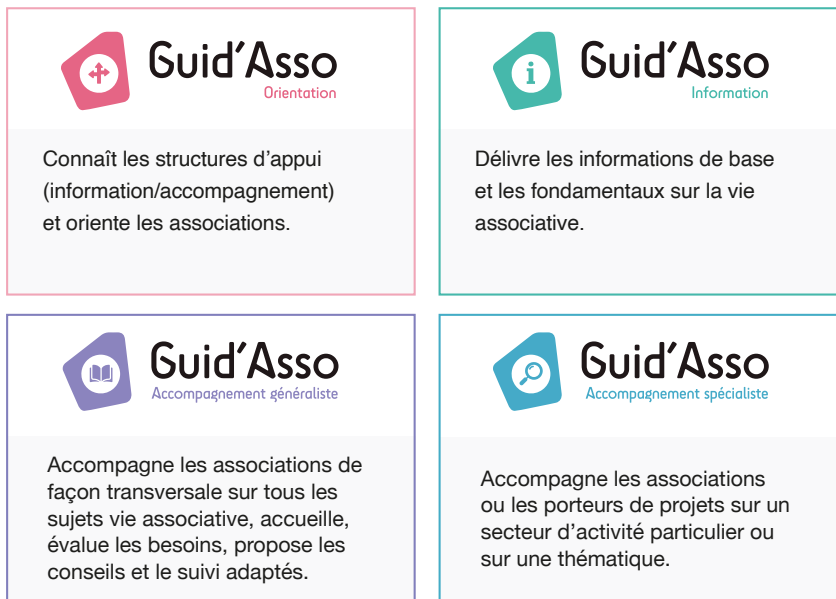 Guid'Asso
Orientation
Connaît les structures d'appui
(information/accompagnement)
et oriente les associations.
Guid'Asso
Information
Délivre les informations de base
et les fondamentaux sur la vie
associative.
Guid'Asso
Accompagnement généraliste
Accompagne les associations de
façon transversale sur tous les
sujets vie associative, accueille,
évalue les besoins, propose les
conseils et le suivi adaptés.
Guid'Asso
Accompagnement spécialiste
Accompagne les associations
ou les porteurs de projets sur un
secteur d'activité particulier ou
sur une thématique.